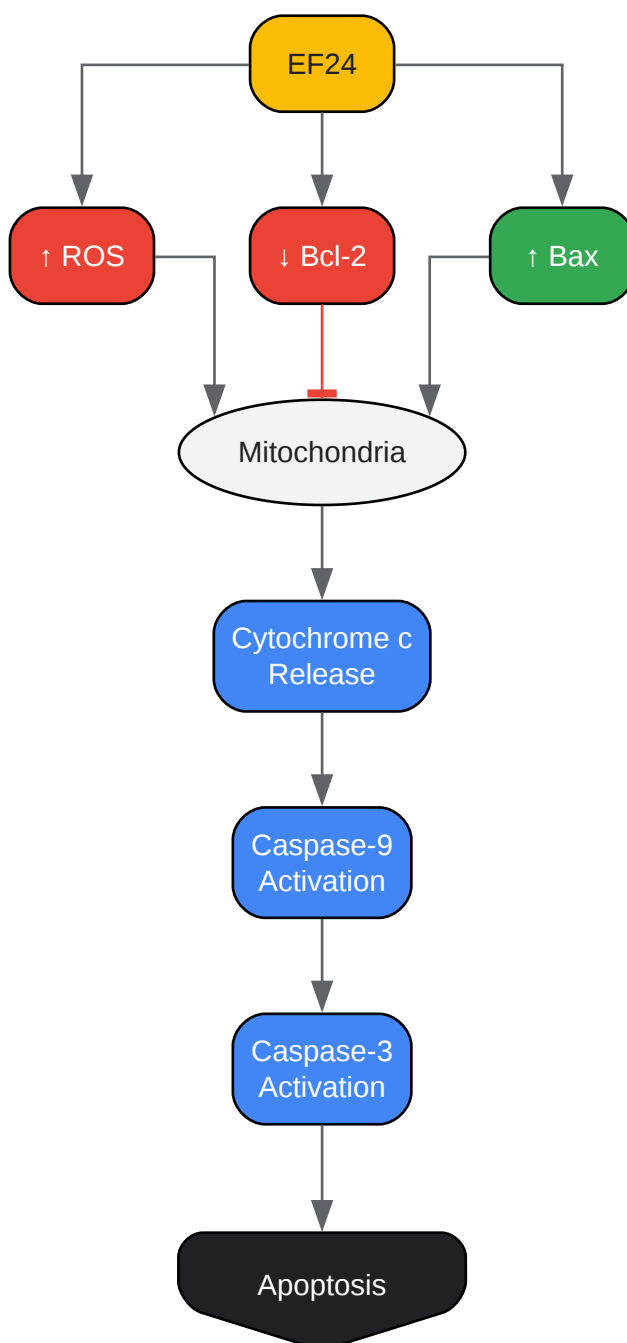 EF24
↑ ROS
↓ Bcl-2
↑ Bax
Mitochondria
Cytochrome c
Release
Caspase-9
Activation
Caspase-3
Activation
Apoptosis